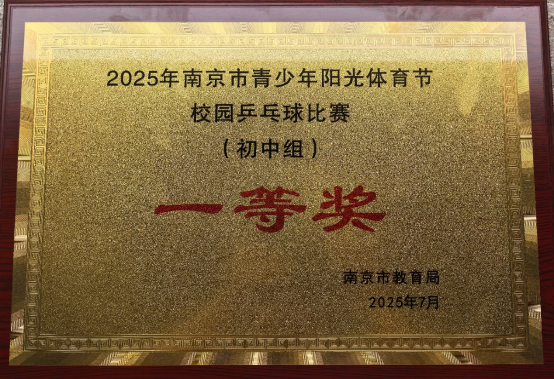 2025年南京市青少年阳光体育节
校园乒乓球比赛
（初中组）
一等奖
南京市教育局
2025年7月